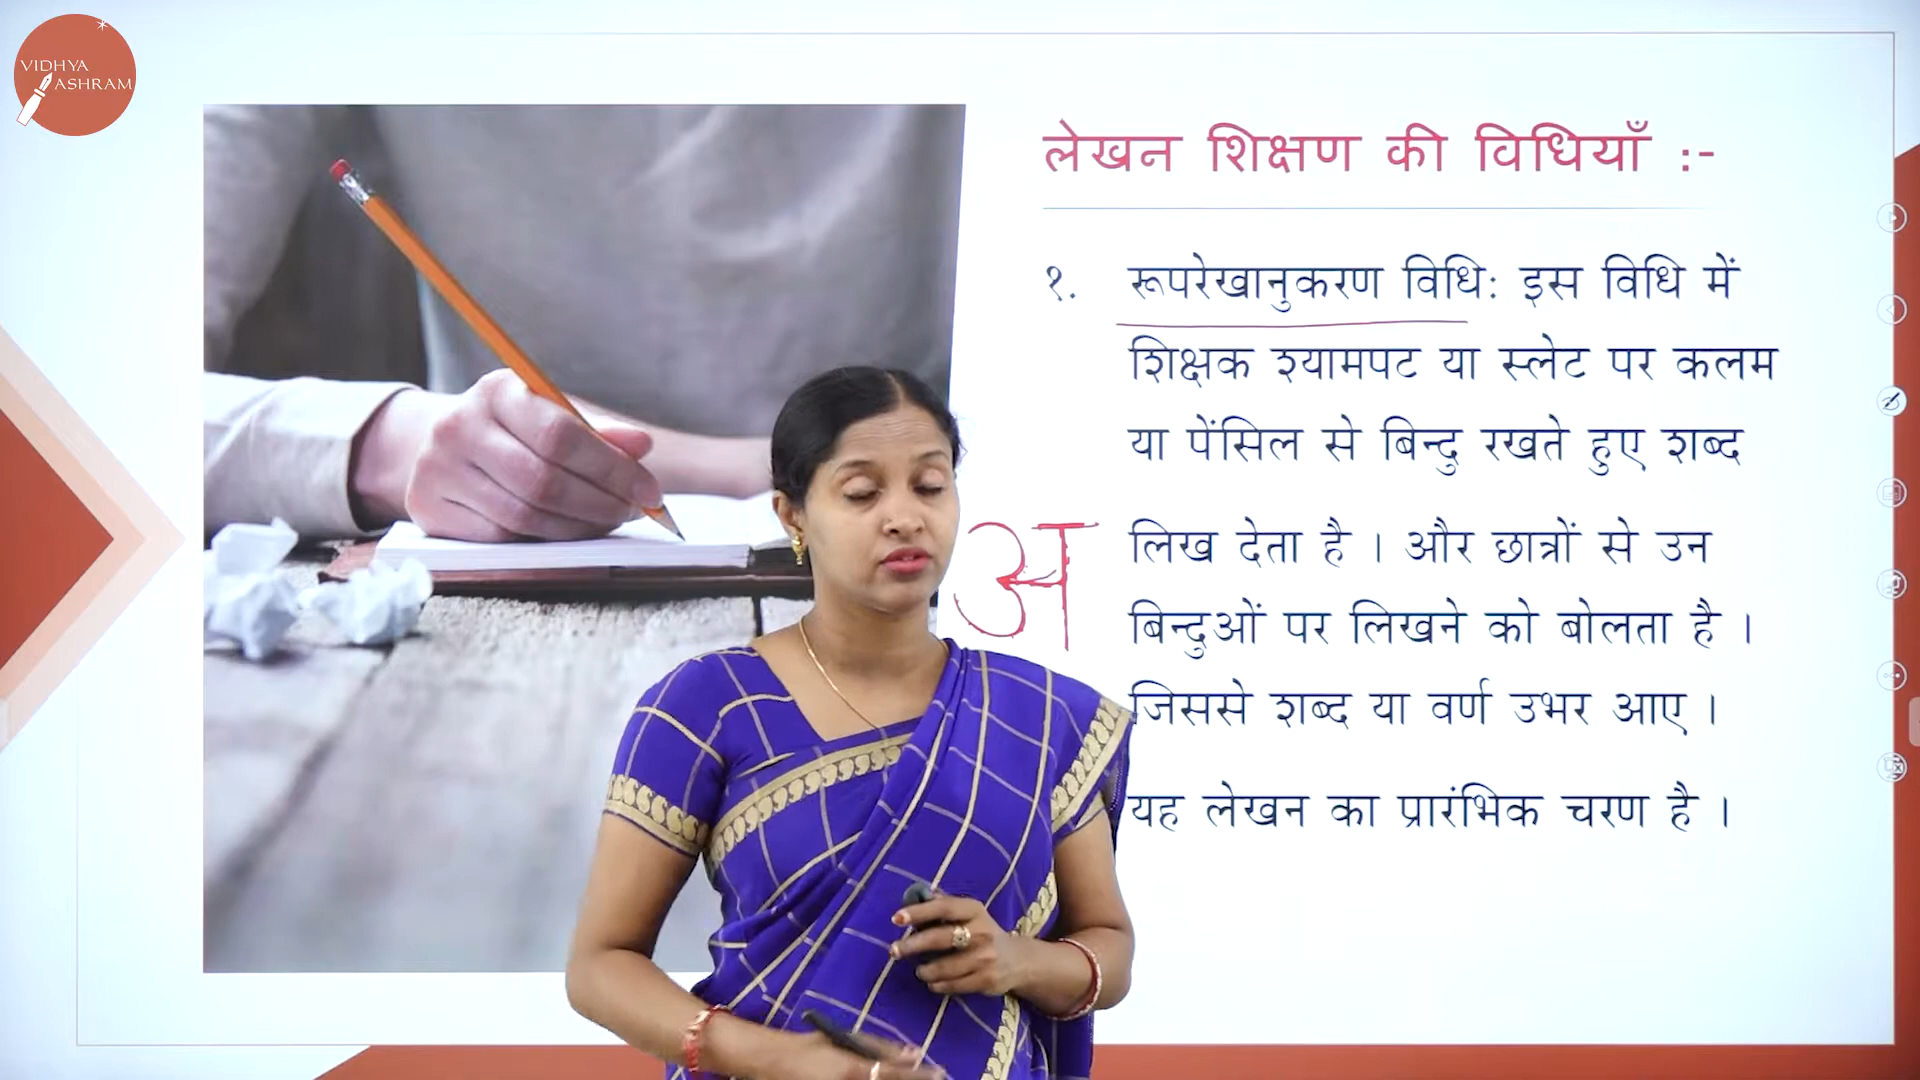 VIDHYA
ASHRAM
लेखन शिक्षण की विधियाँ :-
१. रूपरेखानुकरण विधिः इस विधि में
शिक्षक श्यामपट या स्लेट पर कलम
या पेंसिल से बिन्दु रखते हुए शब्द
लिख देता है । और छात्रों से उन
बिन्दुओं पर लिखने को बोलता है ।
जिससे शब्द या वर्ण उभर आए ।
यह लेखन का प्रारंभिक चरण है ।
अ